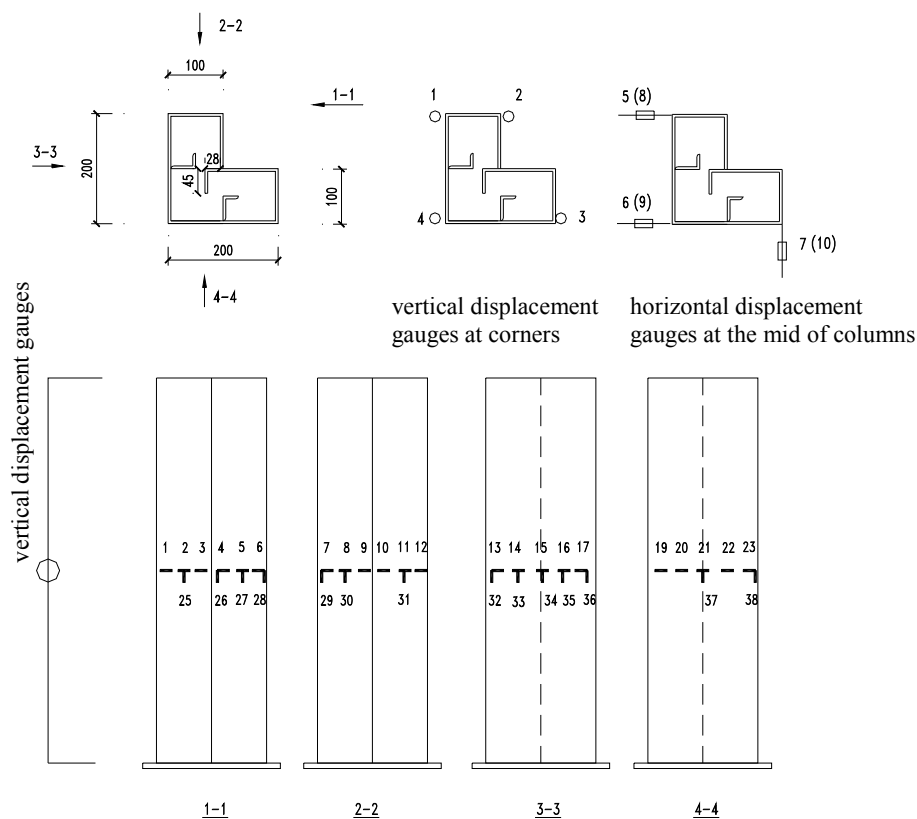 2-2
100
1-1
3-3
200
28
45
100
200
4-4
1
2
4
3
5 (8)
6 (9)
7 (10)
vertical displacement
gauges at corners
horizontal displacement
gauges at the mid of columns
vertical displacement gauges
1 2 3 4 5 6
25 26 27 28
1-1
7 8 9 10 11 12
29 30 31
2-2
13 14 15 16 17
32 33 34 35 36
3-3
19 20 21 22 23
37 38
4-4